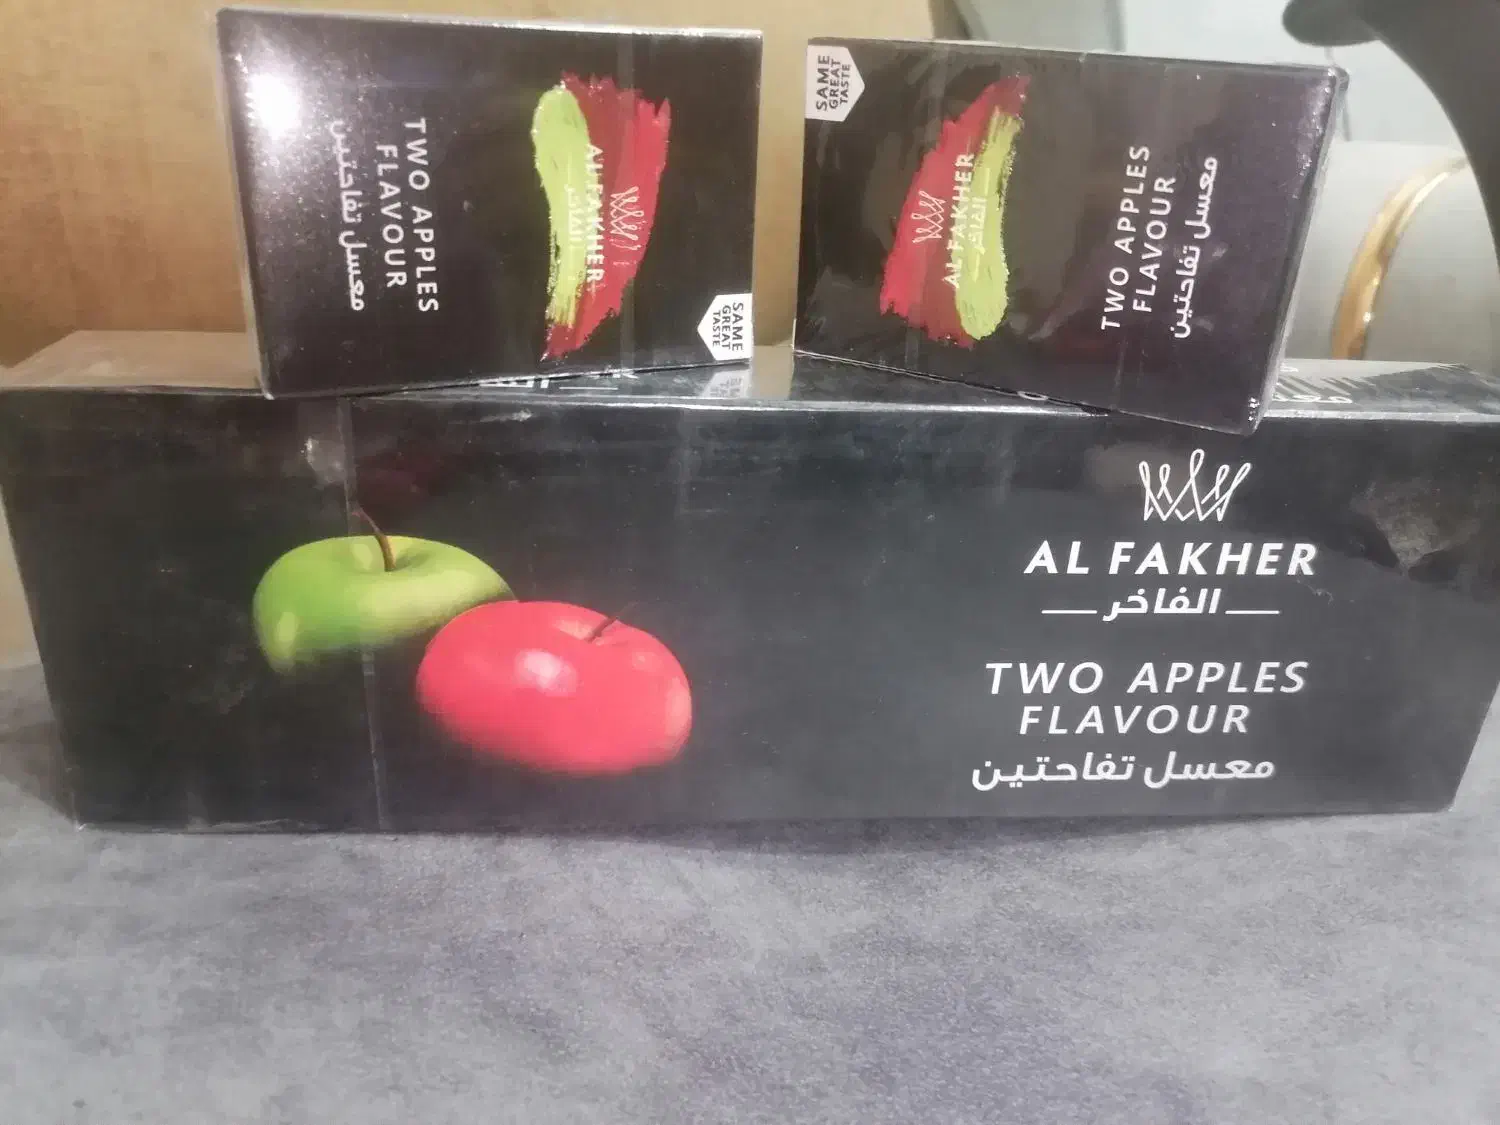 TWO APPLES
FLAVOUR
معسل تفاحتين
AL FAKHER
الفاخر
SAME
GREAT
TASTE
SAME
GREAT
TASTE
AL FAKHER
الفاخر
TWO APPLES
FLAVOUR
معسل تفاحتين
AL FAKHER
الفاخر
TWO APPLES
FLAVOUR
معسل تفاحتين